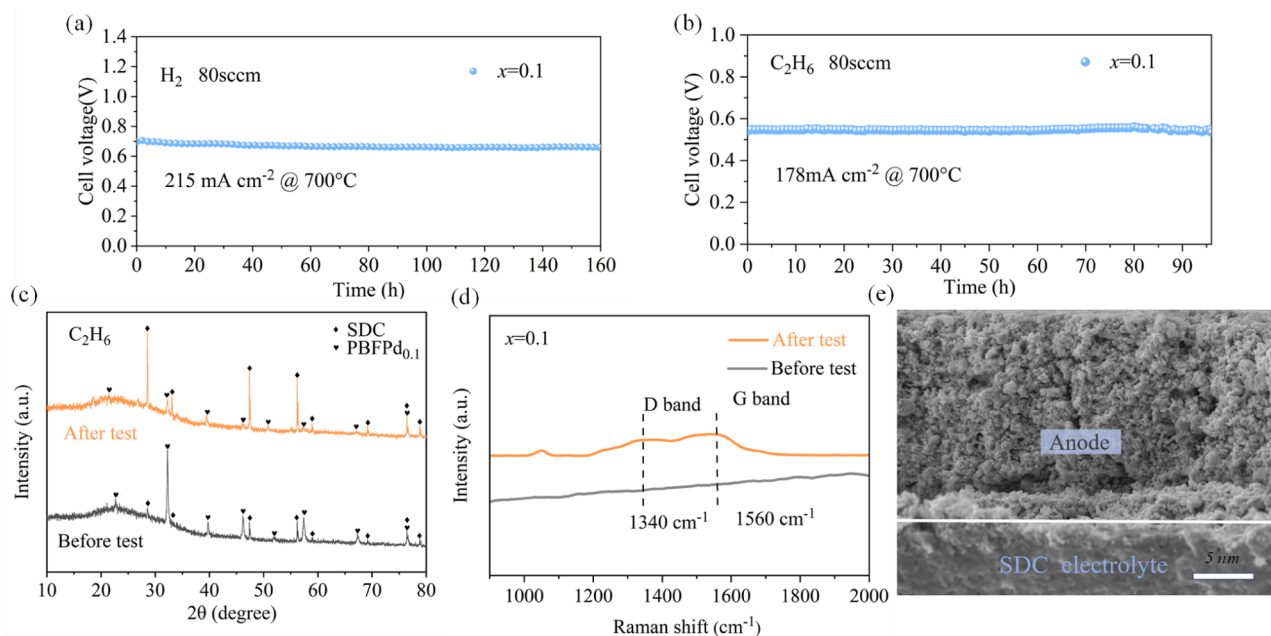 (a)
1.4
1.2
1.0
0.8
0.6
0.4
0.2
0.0
Cell voltage(V)
H₂ 80sccm
x=0.1
215 mA cm⁻² @ 700°C
0 20 40 60 80 100 120 140 160
Time (h)
(b)
1.0
0.8
0.6
0.4
0.2
0.0
Cell voltage (V)
C₂H₆ 80sccm
x=0.1
178mA cm⁻² @ 700°C
0 10 20 30 40 50 60 70 80 90
Time (h)
(c)
Intensity (a.u.)
C₂H₆
♦ SDC
♥ PBFPd₀.₁
After test
Before test
10 20 30 40 50 60 70 80
2θ (degree)
(d)
Intensity (a.u.)
x=0.1
After test
Before test
D band
G band
1340 cm⁻¹
1560 cm⁻¹
1000 1200 1400 1600 1800 2000
Raman shift (cm⁻¹)
(e)
Anode
SDC electrolyte
5 nm